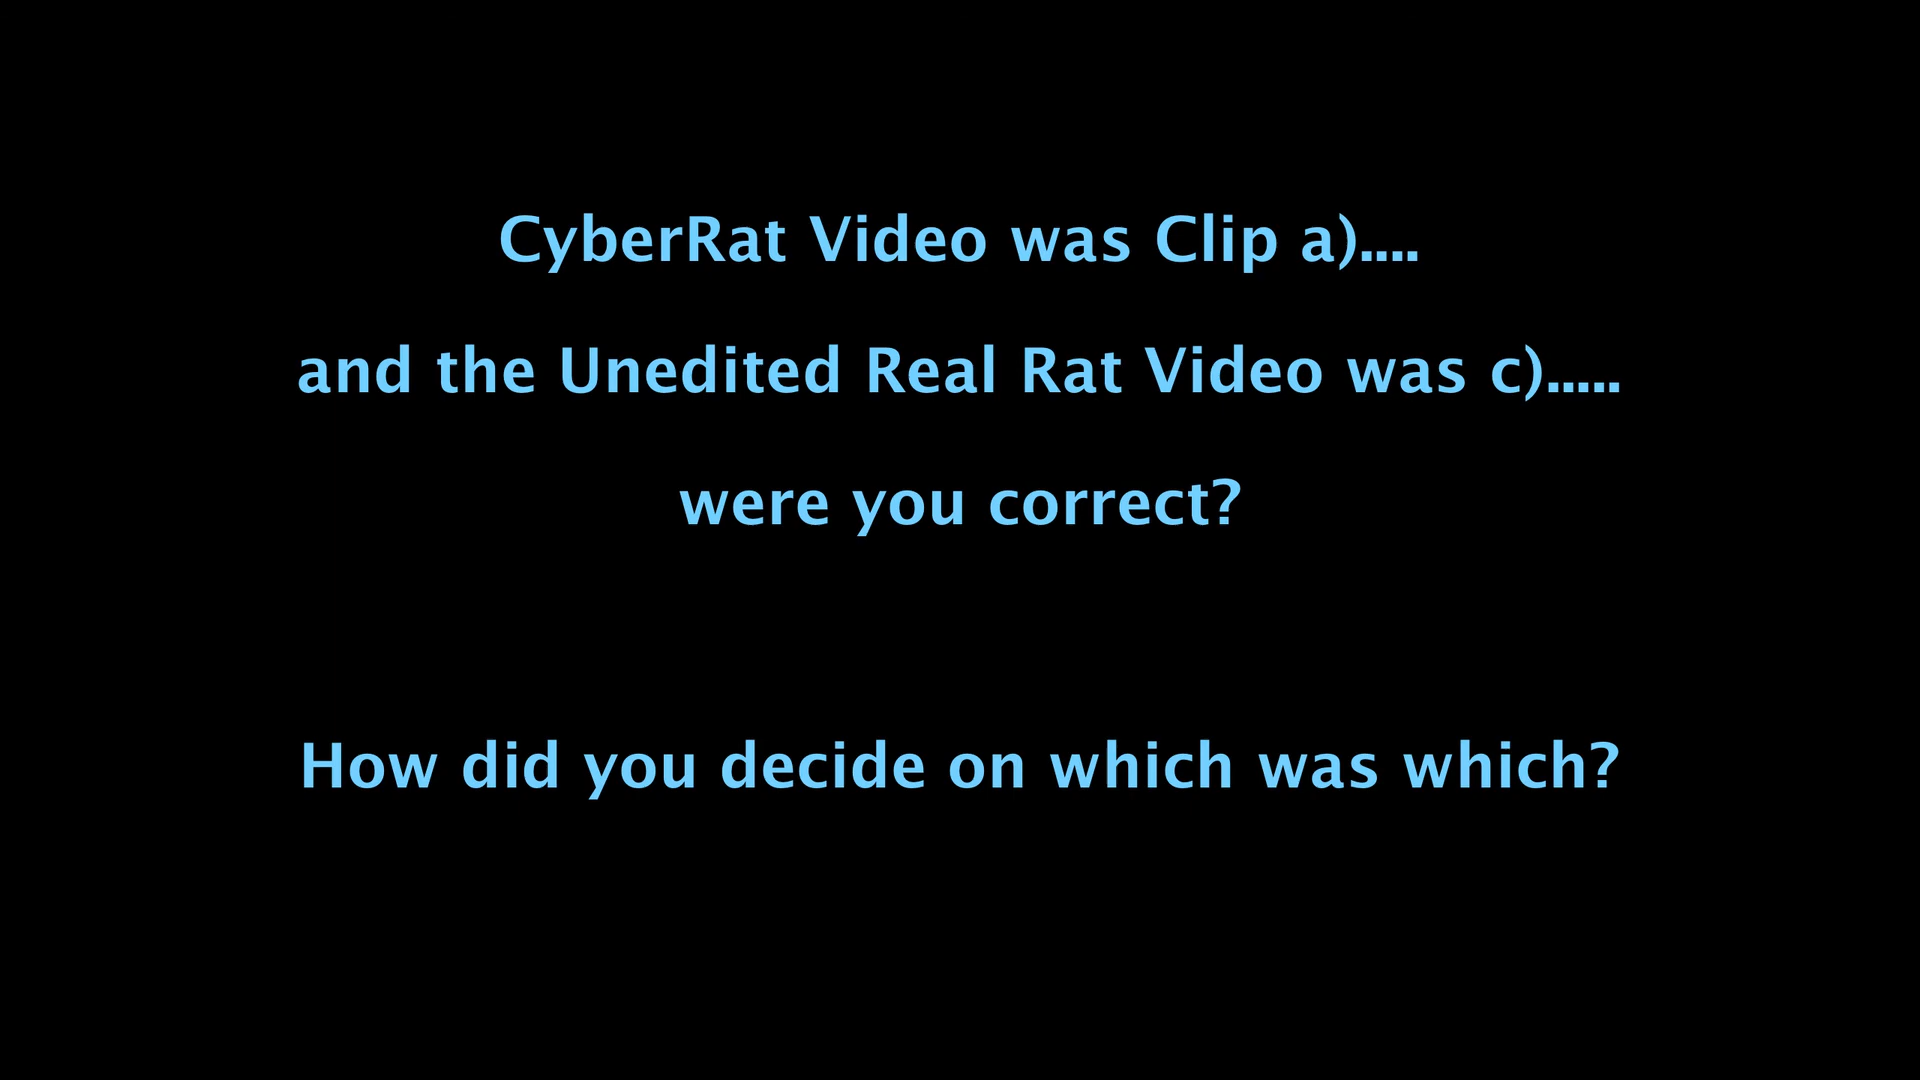 CyberRat Video was Clip a)....
and the Unedited Real Rat Video was c).....
were you correct?
How did you decide on which was which?